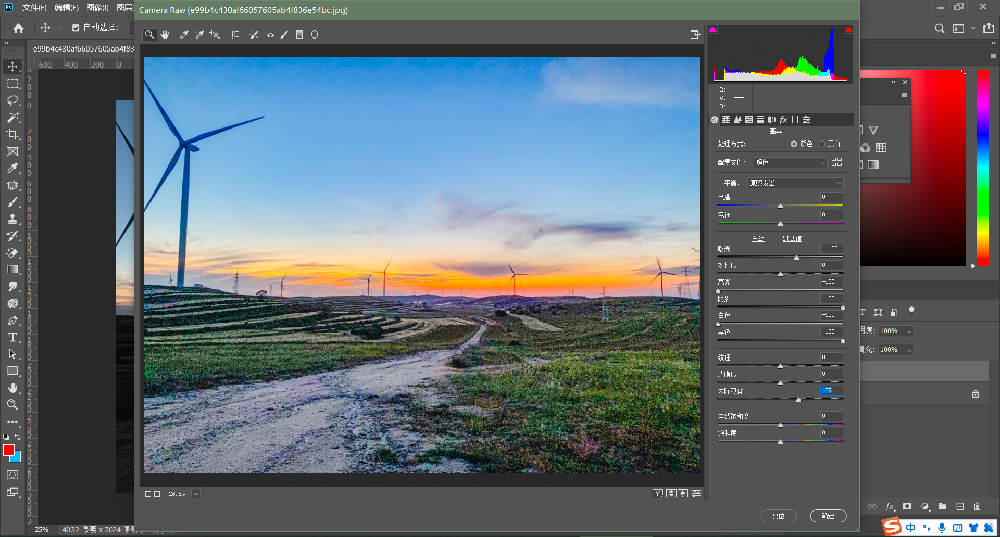 Ps 文件(F) 编辑(E) 图像(I) 图层(
Camera Raw (e99b4c430af66057605ab4f836e54bc.jpg)
自动选择：
e99b4c430af66057605ab4f83
600 400 200 0
R:
G:
B:
基本
处理方式: 颜色 黑白
配置文件: 颜色
白平衡: 原照设置
色温 0
色调 0
自动 默认值
曝光 +1.30
对比度 0
高光 -100
阴影 +100
白色 -100
黑色 +100
纹理 0
清晰度 0
去除薄雾 +29
自然饱和度 0
饱和度 0
明度: 100%
填充: 100%
26.5%
复位 确定
25% 4032 像素 x 3024 像素
中